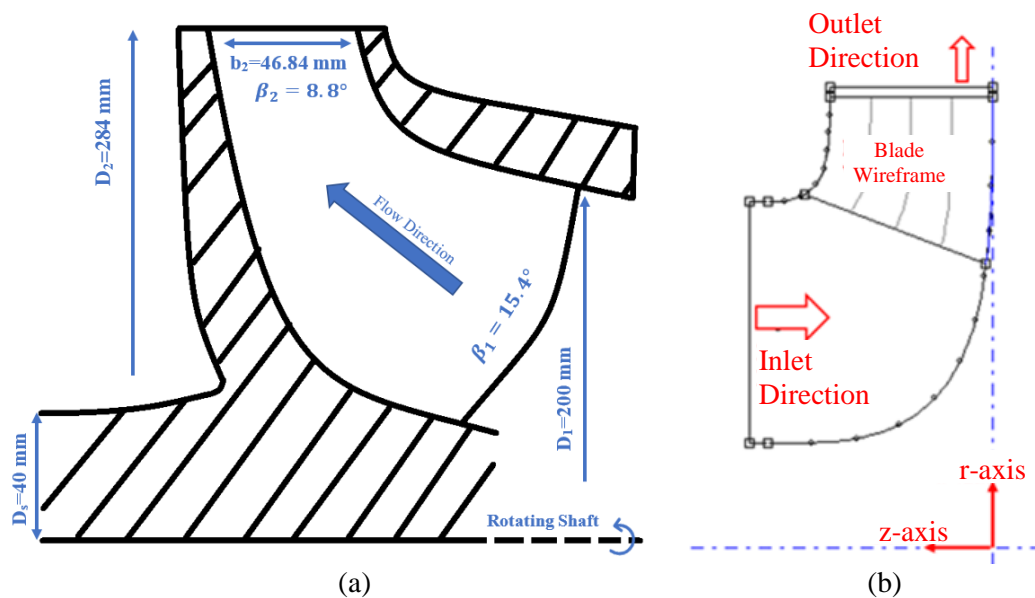 b₂=46.84 mm
β₂ = 8.8°
D₂=284 mm
Flow Direction
β₁ = 15.4°
D₁=200 mm
Dₛ=40 mm
Rotating Shaft
(a)
Outlet
Direction
Blade
Wireframe
Inlet
Direction
r-axis
z-axis
(b)